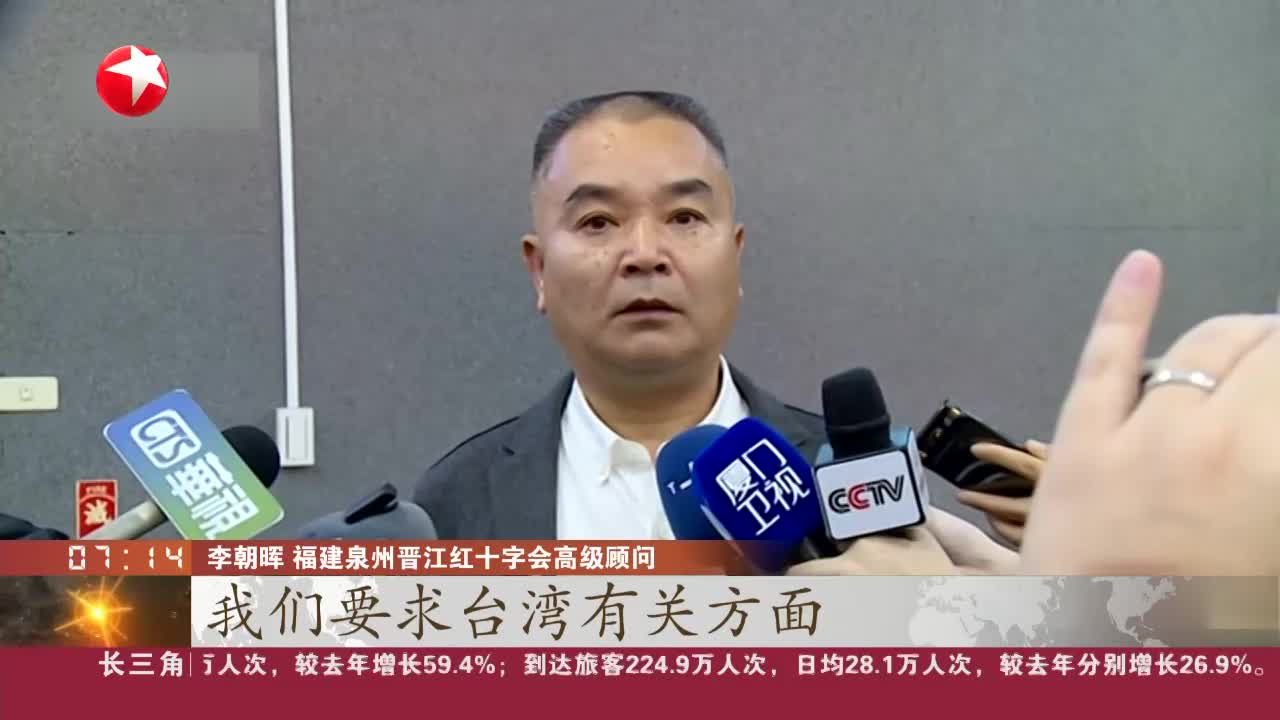 CTS
華視
厦门
卫视
CCTV
07:14
李朝晖 福建泉州晋江红十字会高级顾问
我们要求台湾有关方面
长三角
万人次，较去年增长59.4%；到达旅客224.9万人次，日均28.1万人次，较去年分别增长26.9%。